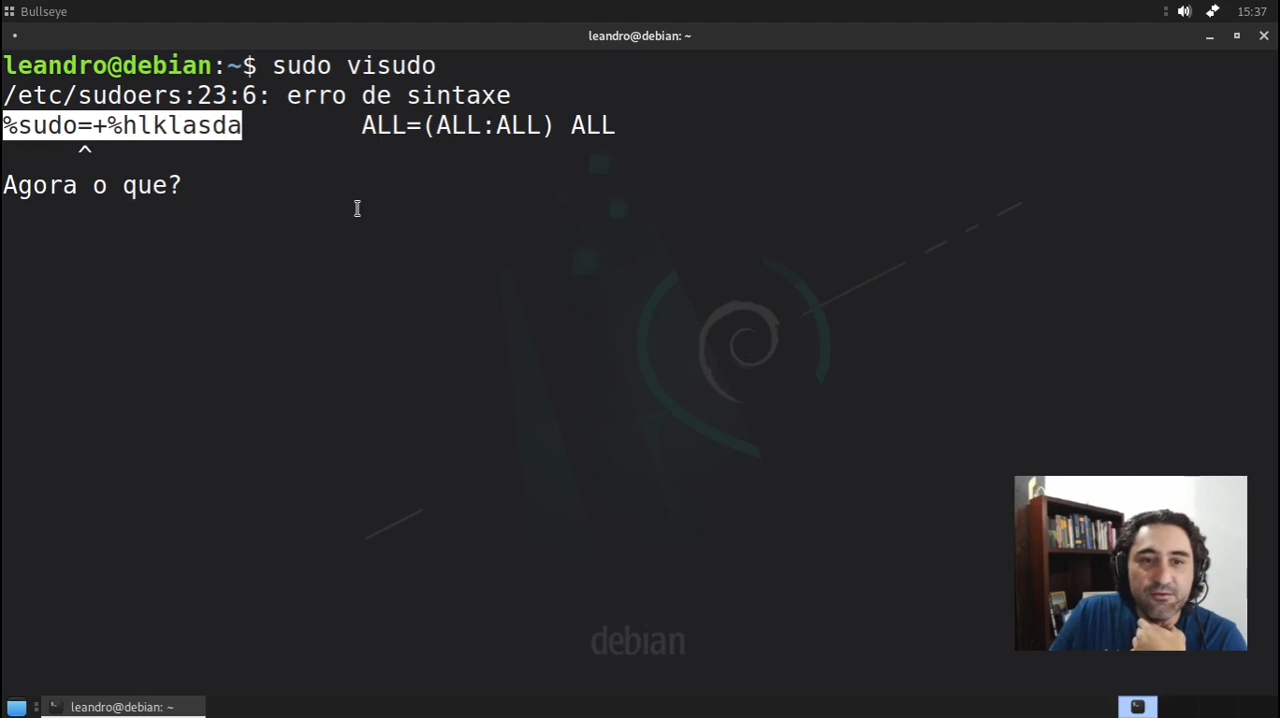 Bullseye
15:37
leandro@debian: ~
leandro@debian:~$ sudo visudo
/etc/sudoers:23:6: erro de sintaxe
%sudo=+%hlklasda        ALL=(ALL:ALL) ALL
     ^
Agora o que?
debian
leandro@debian: ~